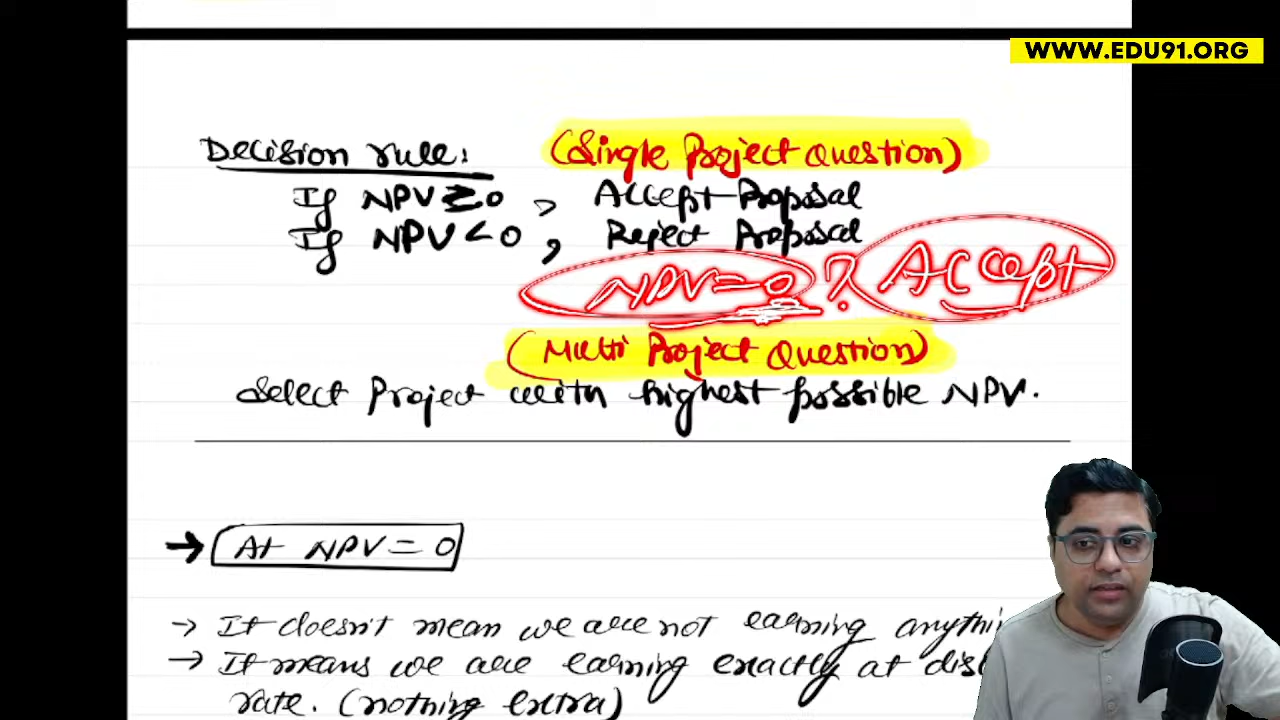 WWW.EDU91.ORG
Decision rule: (Single Project Question)
If NPV ≥ 0, Accept Proposal
If NPV < 0, Reject Proposal
NPV = 0 ? Accept
(Multi Project Question)
Select Project with highest possible NPV.
→ At NPV = 0
→ It doesn't mean we are not earning anythin
→ It means we are earning exactly at dis
rate. (nothing extra)